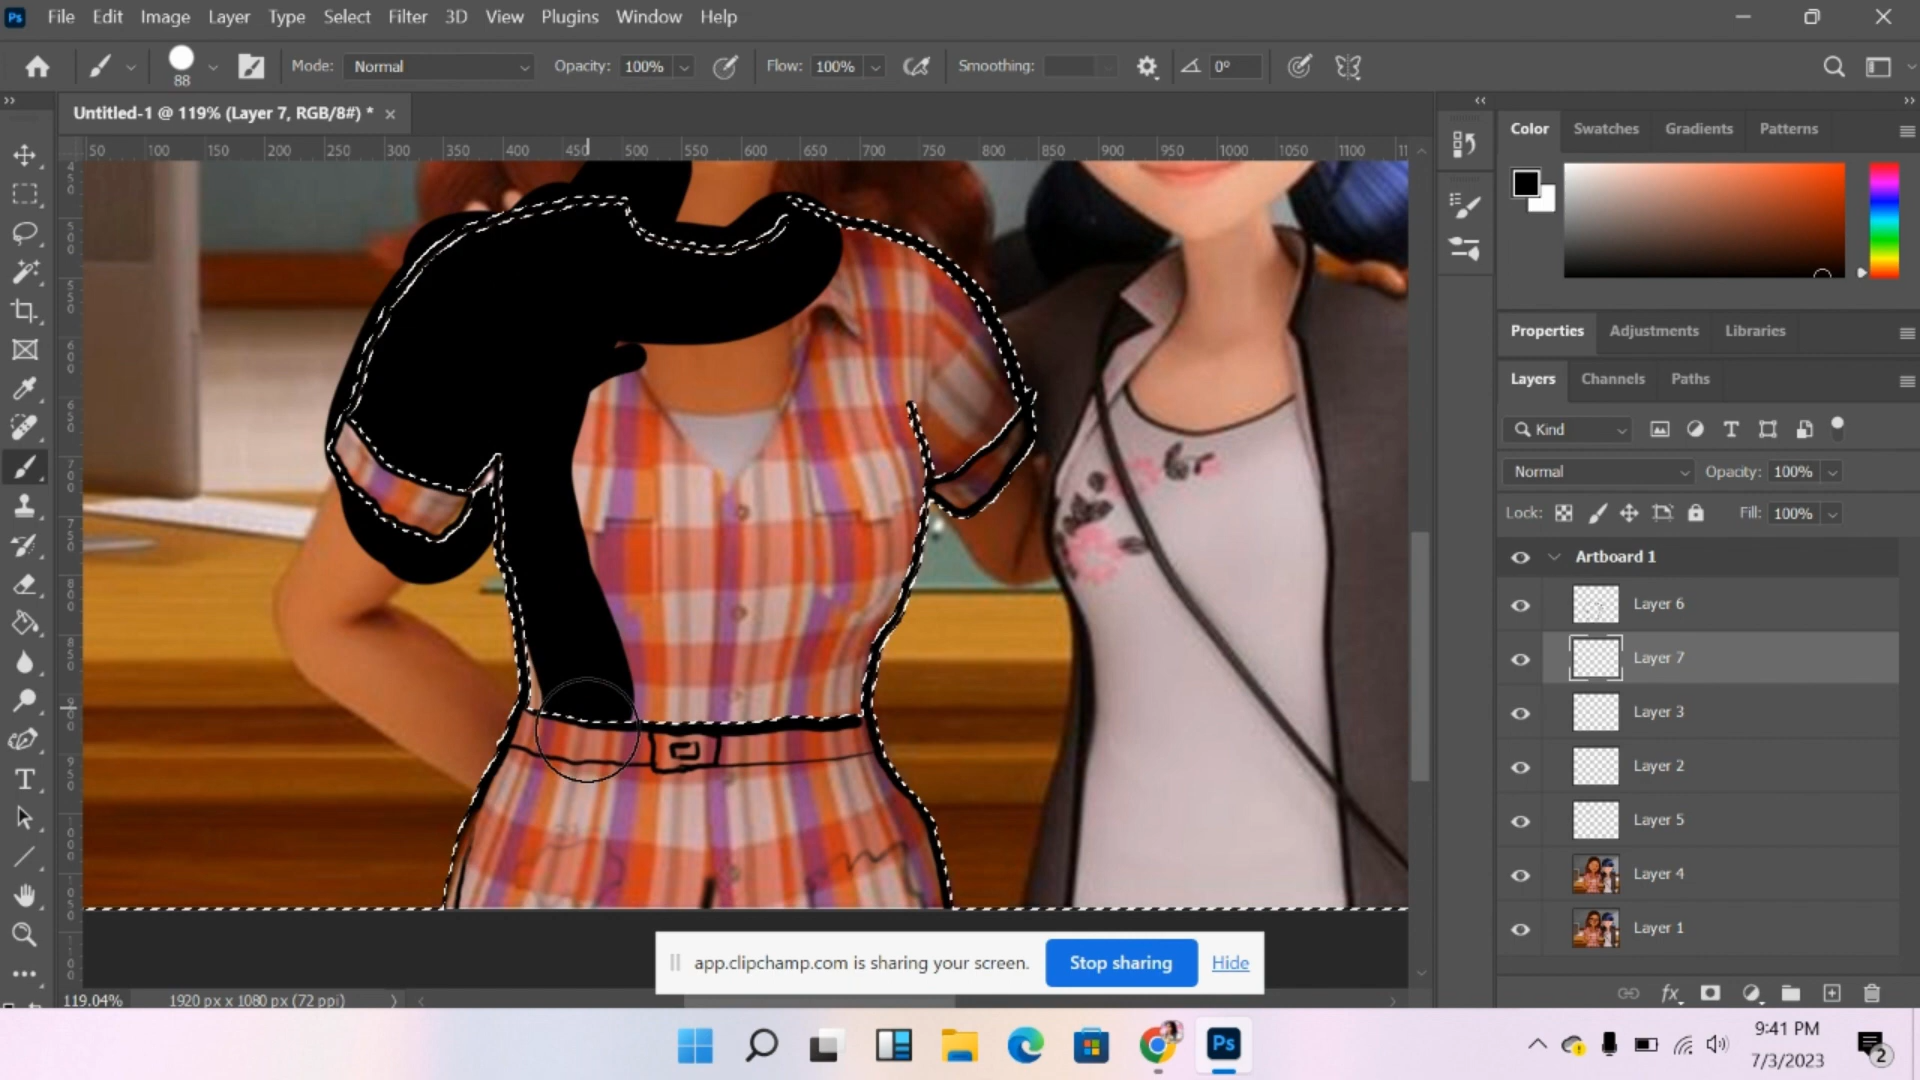 Ps File Edit Image Layer Type Select Filter 3D View Plugins Window Help
88 Mode: Normal Opacity: 100% Flow: 100% Smoothing: 0°
Untitled-1 @ 119% (Layer 7, RGB/8#) *
50 100 150 200 250 300 350 400 450 500 550 600 650 700 750 800 850 900 950 1000 1050 1100
Color Swatches Gradients Patterns
Properties Adjustments Libraries
Layers Channels Paths
Kind
Normal Opacity: 100%
Lock: Fill: 100%
Artboard 1
Layer 6
Layer 7
Layer 3
Layer 2
Layer 5
Layer 4
Layer 1
fx
app.clipchamp.com is sharing your screen. Stop sharing Hide
119.04% 1920 px x 1080 px (72 ppi)
Ps
9:41 PM
7/3/2023
2